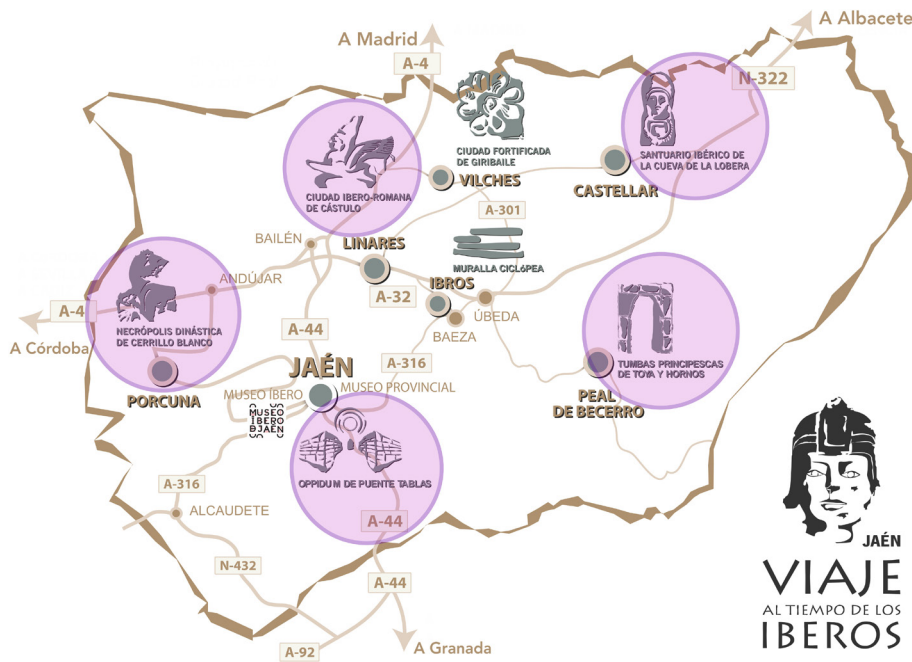 A Albacete
A Madrid
A-4
N-322
CIUDAD FORTIFICADA
DE GIRIBAILE
VILCHES
SANTUARIO IBÉRICO DE
LA CUEVA DE LA LOBERA
CASTELLAR
CIUDAD IBERO-ROMANA
DE CÁSTULO
A-301
BAILÉN
LINARES
MURALLA CICLóPEA
ANDÚJAR
A-32
IBROS
ÚBEDA
BAEZA
A-4
A Córdoba
NECRÓPOLIS DINÁSTICA
DE CERRILLO BLANCO
A-44
A-316
TUMBAS PRINCIPESCAS
DE TOYA Y HORNOS
JAÉN
PORCUNA
MUSEO IBERO
MUSEO PROVINCIAL
PEAL
DE BECERRO
MUSEO
IBERO
DJAÉN
OPPIDUM DE PUENTE TABLAS
A-316
ALCAUDETE
A-44
N-432
A-44
A-92
A Granada
JAÉN
VIAJE
AL TIEMPO DE LOS
IBEROS